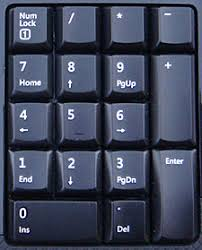 Num Lock / * -
1
7 8 9 +
Home ↑ PgUp
4 5 6
← _ →
1 2 3 Enter
End ↓ PgDn
0 .
Ins Del